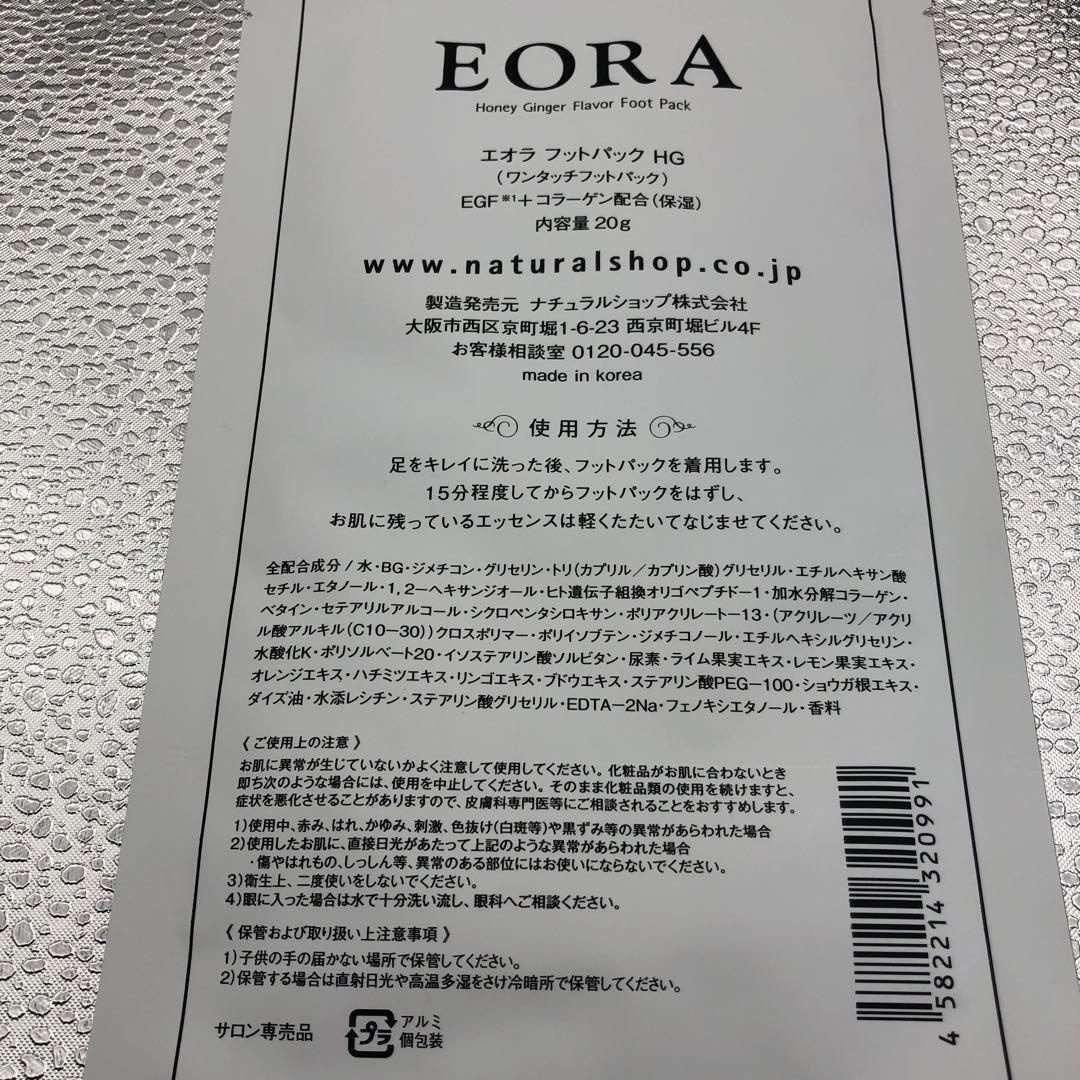 EORA
Honey Ginger Flavor Foot Pack
エオラ フットパック HG
(ワンタッチフットパック)
EGF※1+コラーゲン配合(保湿)
内容量 20g
www.naturalshop.co.jp
製造発売元 ナチュラルショップ株式会社
大阪市西区京町堀1-6-23 西京町堀ビル4F
お客様相談室 0120-045-556
made in korea
使用方法
足をキレイに洗った後、フットパックを着用します。
15分程度してからフットパックをはずし、
お肌に残っているエッセンスは軽くたたいてなじませてください。
全配合成分/水・BG・ジメチコン・グリセリン・トリ(カプリル/カプリン酸)グリセリル・エチルヘキサン酸
セチル・エタノール・1,2-ヘキサンジオール・ヒト遺伝子組換オリゴペプチド-1・加水分解コラーゲン・
ベタイン・セテアリルアルコール・シクロペンタシロキサン・ポリアクリレート-13・(アクリレーツ/アクリ
ル酸アルキル(C10-30))クロスポリマー・ポリイソブテン・ジメチコノール・エチルヘキシルグリセリン・
水酸化K・ポリソルベート20・イソステアリン酸ソルビタン・尿素・ライム果実エキス・レモン果実エキス・
オレンジエキス・ハチミツエキス・リンゴエキス・ブドウエキス・ステアリン酸PEG-100・ショウガ根エキス・
ダイズ油・水添レシチン・ステアリン酸グリセリル・EDTA-2Na・フェノキシエタノール・香料
《ご使用上の注意》
お肌に異常が生じていないかよく注意して使用してください。化粧品がお肌に合わないとき
即ち次のような場合には、使用を中止してください。そのまま化粧品類の使用を続けますと、
症状を悪化させることがありますので、皮膚科専門医等にご相談されることをおすすめします。
1)使用中、赤み、はれ、かゆみ、刺激、色抜け(白斑等)や黒ずみ等の異常があらわれた場合
2)使用したお肌に、直接日光があたって上記のような異常があらわれた場合
・傷やはれもの、しっしん等、異常のある部位にはお使いにならないでください。
3)衛生上、二度使いをしないでください。
4)眼に入った場合は水で十分洗い流し、眼科へご相談ください。
《保管および取り扱い上注意事項》
1)子供の手の届かない場所で保管してください。
2)保管する場合は直射日光や高温多湿をさけ冷暗所で保管してください。
サロン専売品
プラ
アルミ
個包装
4582214320991